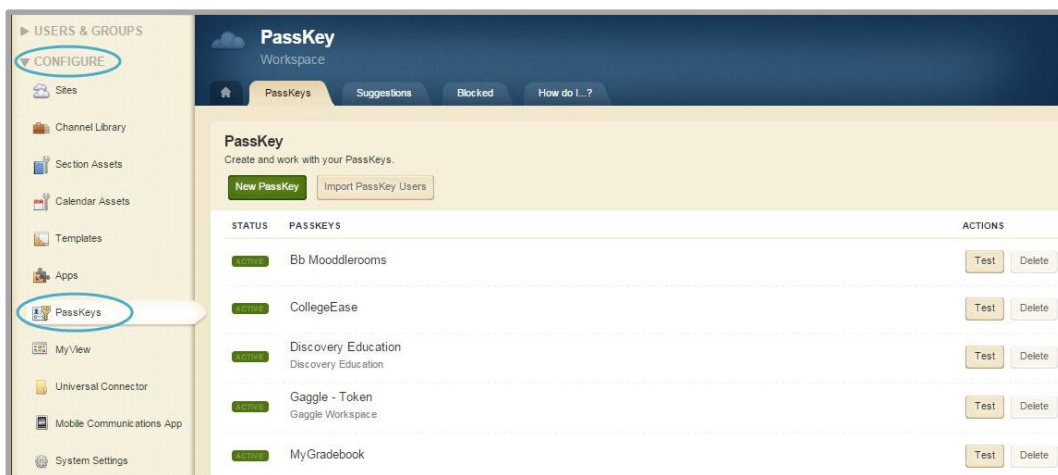 USERS & GROUPS
CONFIGURE
Sites
Channel Library
Section Assets
Calendar Assets
Templates
Apps
PassKeys
MyView
Universal Connector
Mobile Communications App
System Settings
PassKey
Workspace
PassKeys Suggestions Blocked How do I...?
PassKey
Create and work with your PassKeys.
New PassKey Import PassKey Users
STATUS PASSKEYS ACTIONS
ACTIVE Bb Mooddlerooms Test Delete
ACTIVE CollegeEase Test Delete
ACTIVE Discovery Education Test Delete
Discovery Education
ACTIVE Gaggle - Token Test Delete
Gaggle Workspace
ACTIVE MyGradebook Test Delete